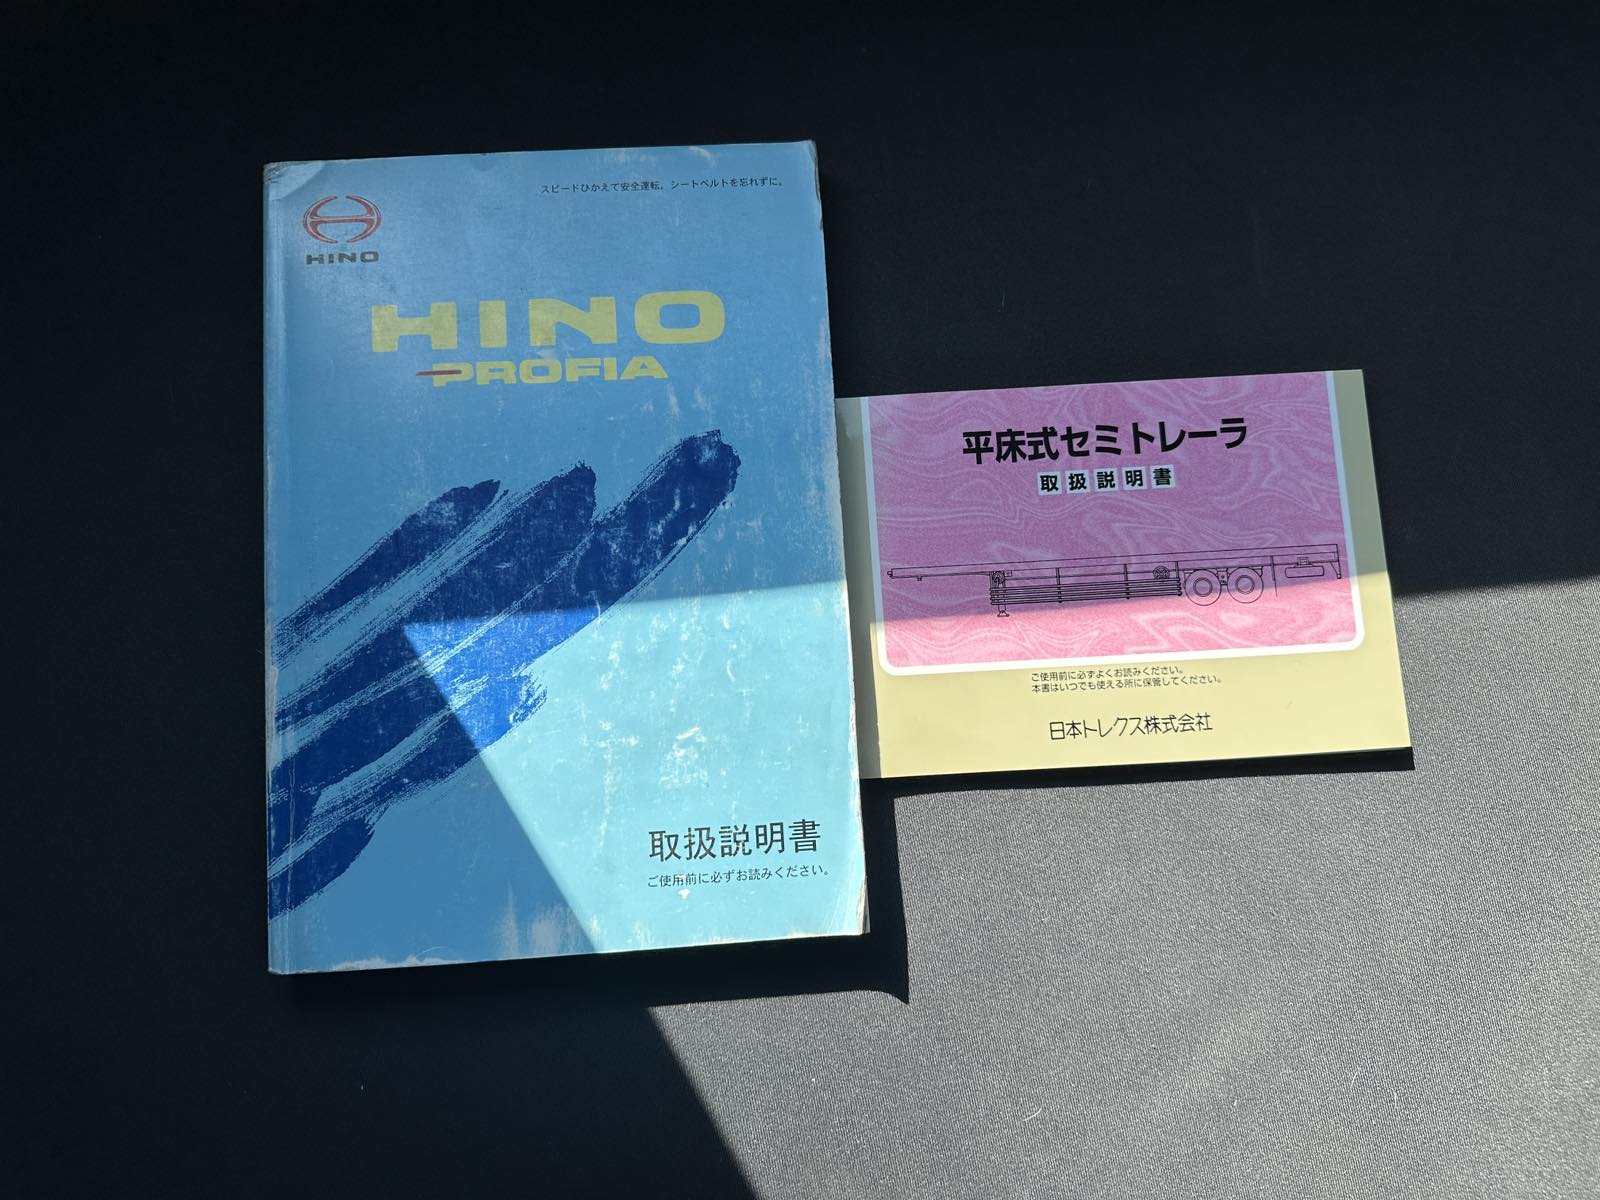 スピードひかえて安全運転。シートベルトを忘れずに。
HINO
HINO
PROFIA
取扱説明書
ご使用前に必ずお読みください。
平床式セミトレーラ
取扱説明書
ご使用前に必ずよくお読みください。
本書はいつでも使える所に保管してください。
日本トレクス株式会社